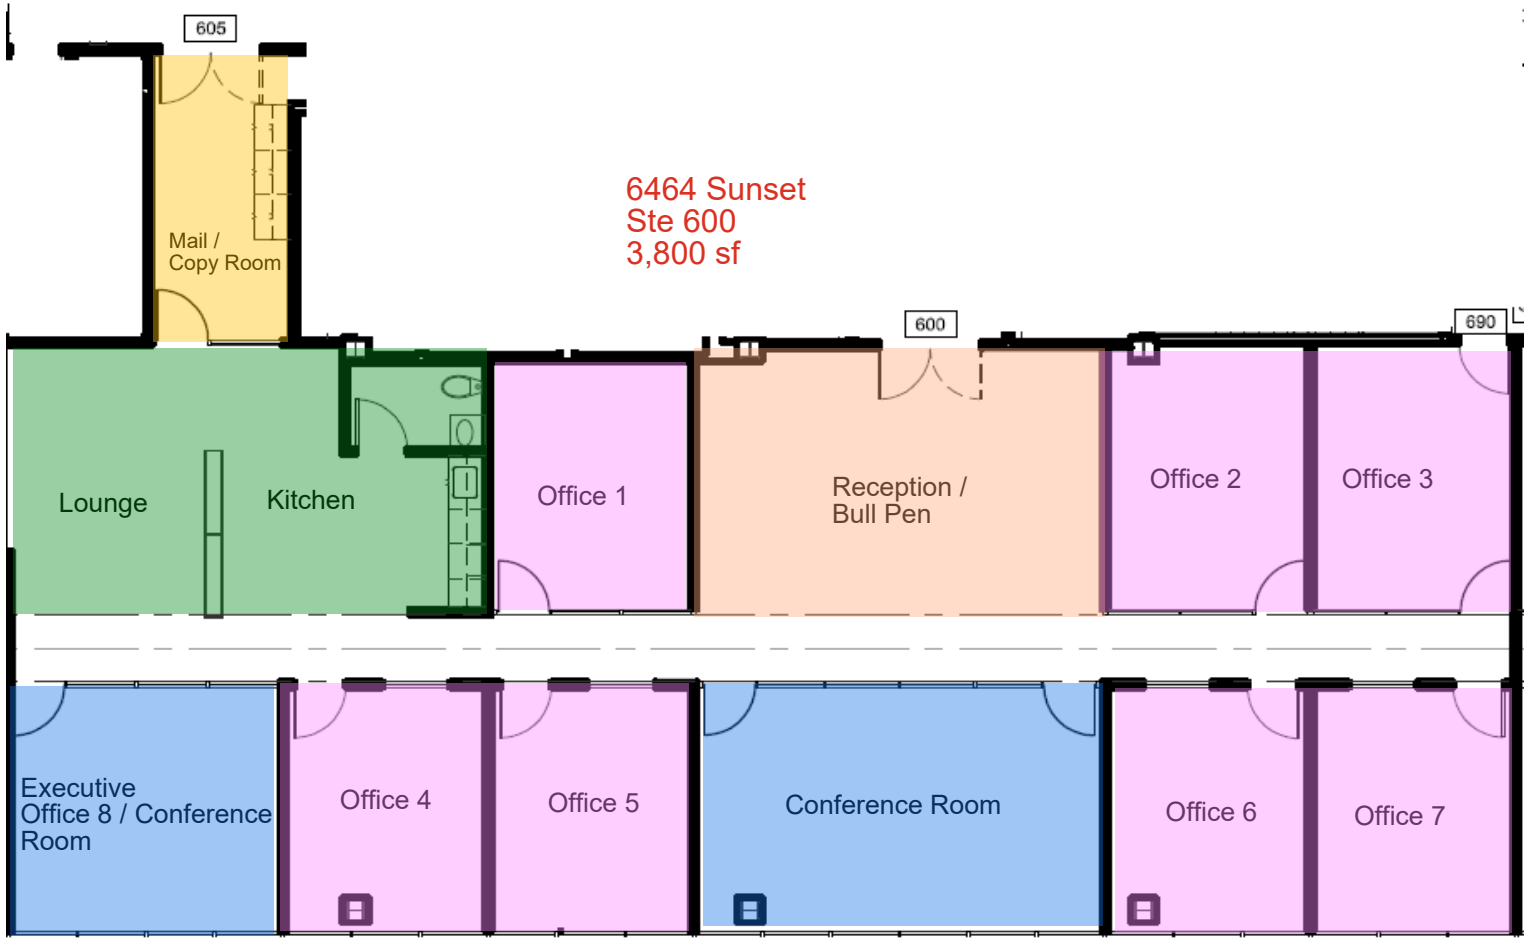 605
6464 Sunset
Ste 600
3,800 sf
Mail /
Copy Room
600
690
Lounge
Kitchen
Office 1
Reception /
Bull Pen
Office 2
Office 3
Executive
Office 8 / Conference
Room
Office 4
Office 5
Conference Room
Office 6
Office 7